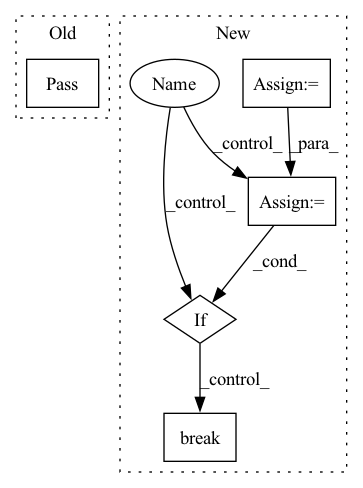 Old
New
Pass
Name
Assign:=
_control_
_para_
_control_
Assign:=
_cond_
If
_control_
break